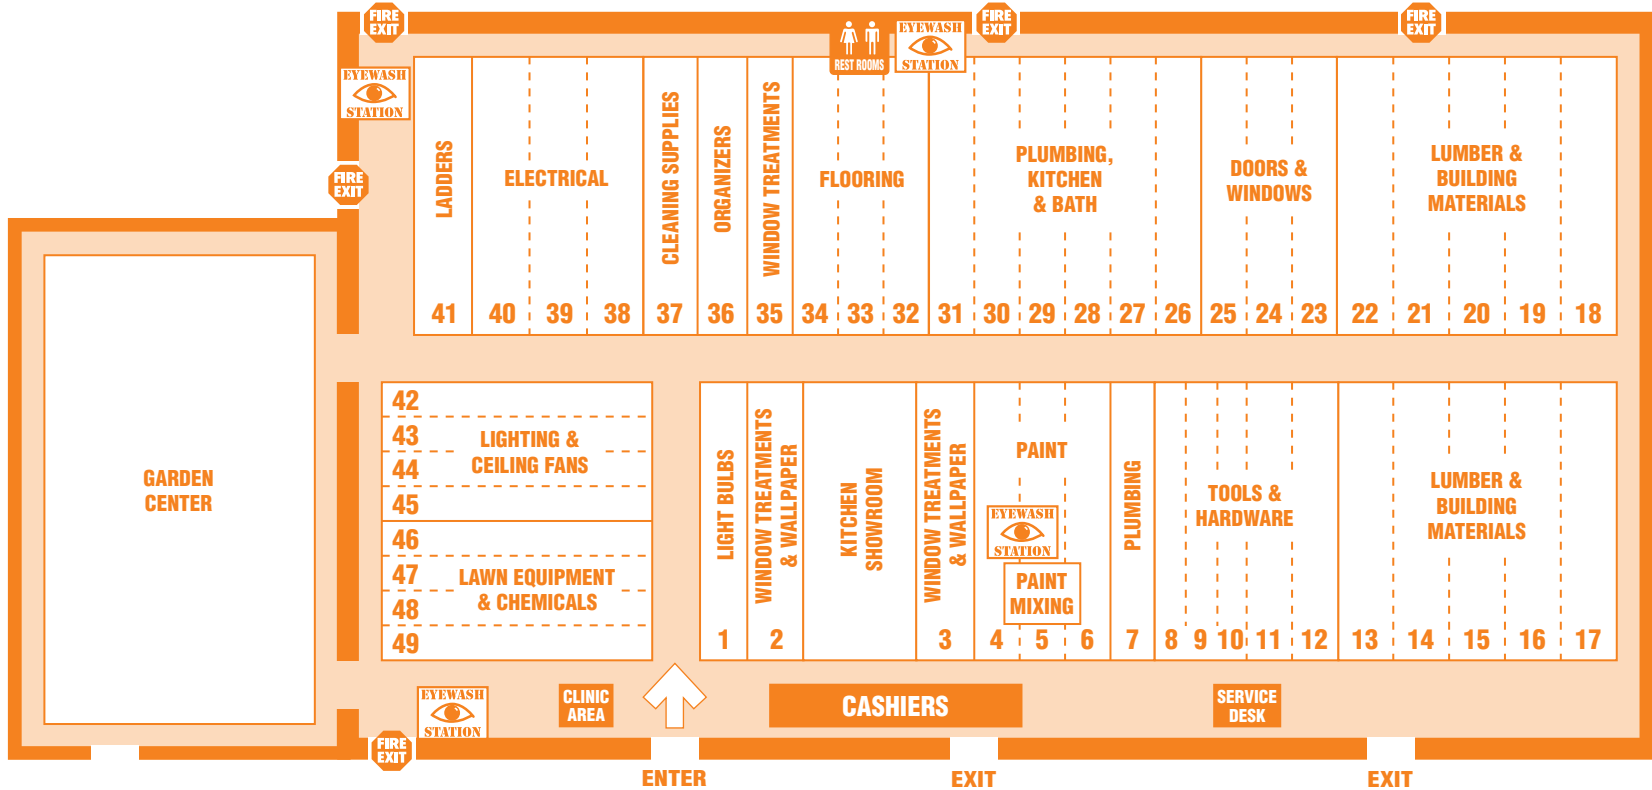 FIRE
EXIT
FIRE
EXIT
FIRE
EXIT
REST ROOMS
EYEWASH
STATION
EYEWASH
STATION
FIRE
EXIT
LADDERS
ELECTRICAL
CLEANING SUPPLIES
ORGANIZERS
WINDOW TREATMENTS
FLOORING
PLUMBING,
KITCHEN
& BATH
DOORS &
WINDOWS
LUMBER &
BUILDING
MATERIALS
41 40 39 38 37 36 35 34 33 32 31 30 29 28 27 26 25 24 23 22 21 20 19 18
GARDEN
CENTER
42
43
44
45
LIGHTING &
CEILING FANS
46
47
48
49
LAWN EQUIPMENT
& CHEMICALS
LIGHT BULBS
WINDOW TREATMENTS
& WALLPAPER
KITCHEN
SHOWROOM
WINDOW TREATMENTS
& WALLPAPER
PAINT
EYEWASH
STATION
PAINT
MIXING
PLUMBING
TOOLS &
HARDWARE
LUMBER &
BUILDING
MATERIALS
1 2 3 4 5 6 7 8 9 10 11 12 13 14 15 16 17
EYEWASH
STATION
CLINIC
AREA
CASHIERS
SERVICE
DESK
FIRE
EXIT
ENTER
EXIT
EXIT